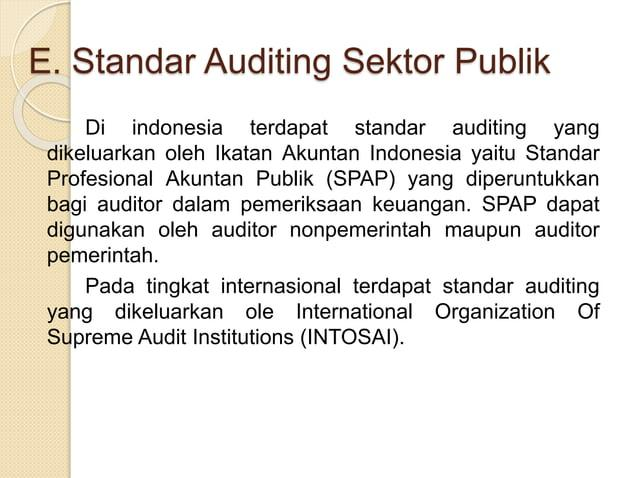 E. Standar Auditing Sektor Publik
Di indonesia terdapat standar auditing yang
dikeluarkan oleh Ikatan Akuntan Indonesia yaitu Standar
Profesional Akuntan Publik (SPAP) yang diperuntukkan
bagi auditor dalam pemeriksaan keuangan. SPAP dapat
digunakan oleh auditor nonpemerintah maupun auditor
pemerintah.
Pada tingkat internasional terdapat standar auditing
yang dikeluarkan ole International Organization Of
Supreme Audit Institutions (INTOSAI).